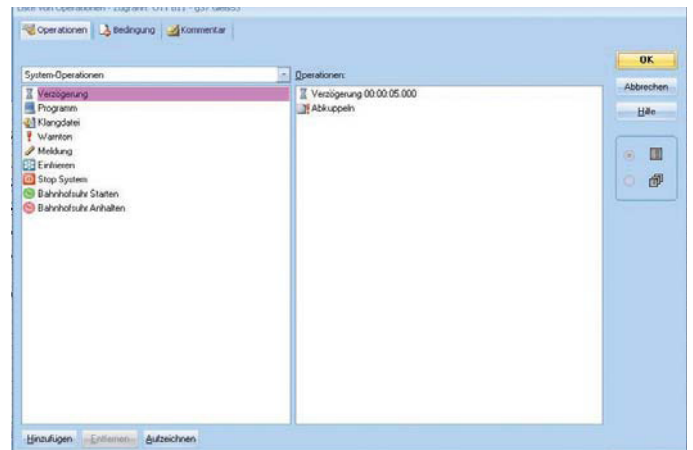 Operationen Bedingung Kommentar
OK
Abbrechen
Hilfe
System-Operationen
Operationen:
Verzögerung
Programm
Klangdatei
Warnton
Meldung
Einfrieren
Stop System
Bahnhofsuhr Starten
Bahnhofsuhr Anhalten
Verzögerung 00:00:05.000
Abkuppeln
Hinzufügen Entfernen Aufzeichnen